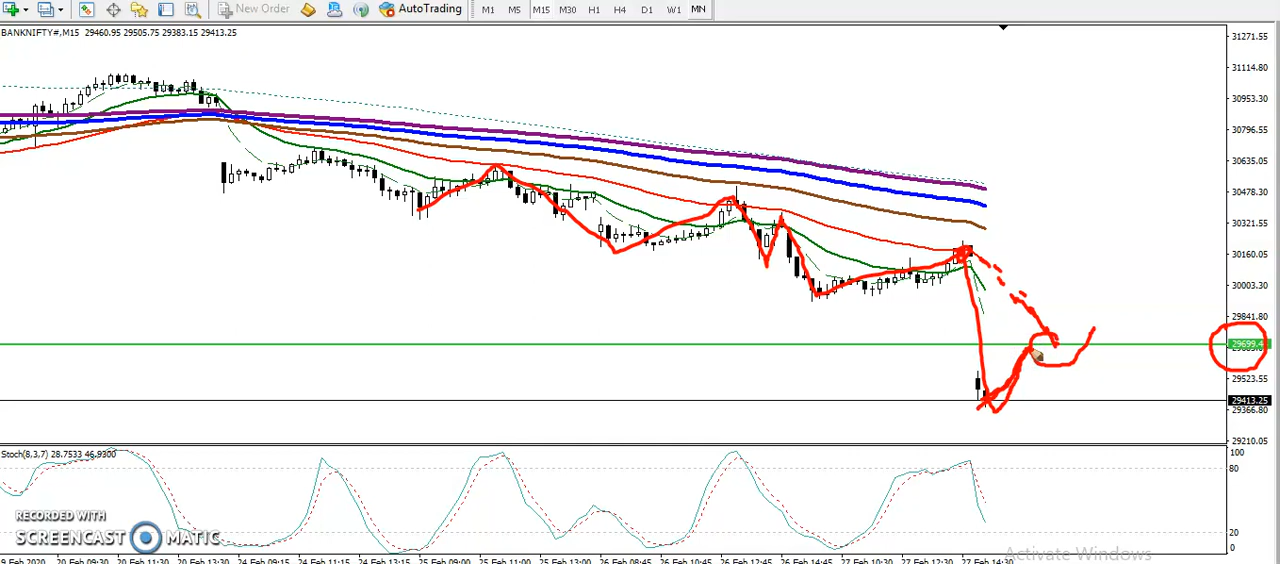 New Order AutoTrading M1 M5 M15 M30 H1 H4 D1 W1 MN
BANKNIFTY#,M15 29460.95 29505.75 29383.15 29413.25
31271.55
31114.80
30953.30
30796.55
30635.05
30478.30
30321.55
30160.05
30003.30
29841.80
29523.55
29413.25
29366.80
29210.05
Stoch(8,3,7) 28.7533 46.9300
100
80
20
0
RECORDED WITH
SCREENCAST MATIC
Activate Windows
9 Feb 2020 20 Feb 09:30 20 Feb 11:30 20 Feb 13:30 24 Feb 09:15 24 Feb 11:15 24 Feb 13:15 25 Feb 09:00 25 Feb 11:00 25 Feb 13:00 26 Feb 08:45 26 Feb 10:45 26 Feb 12:45 26 Feb 14:45 27 Feb 10:30 27 Feb 12:30 27 Feb 14:30